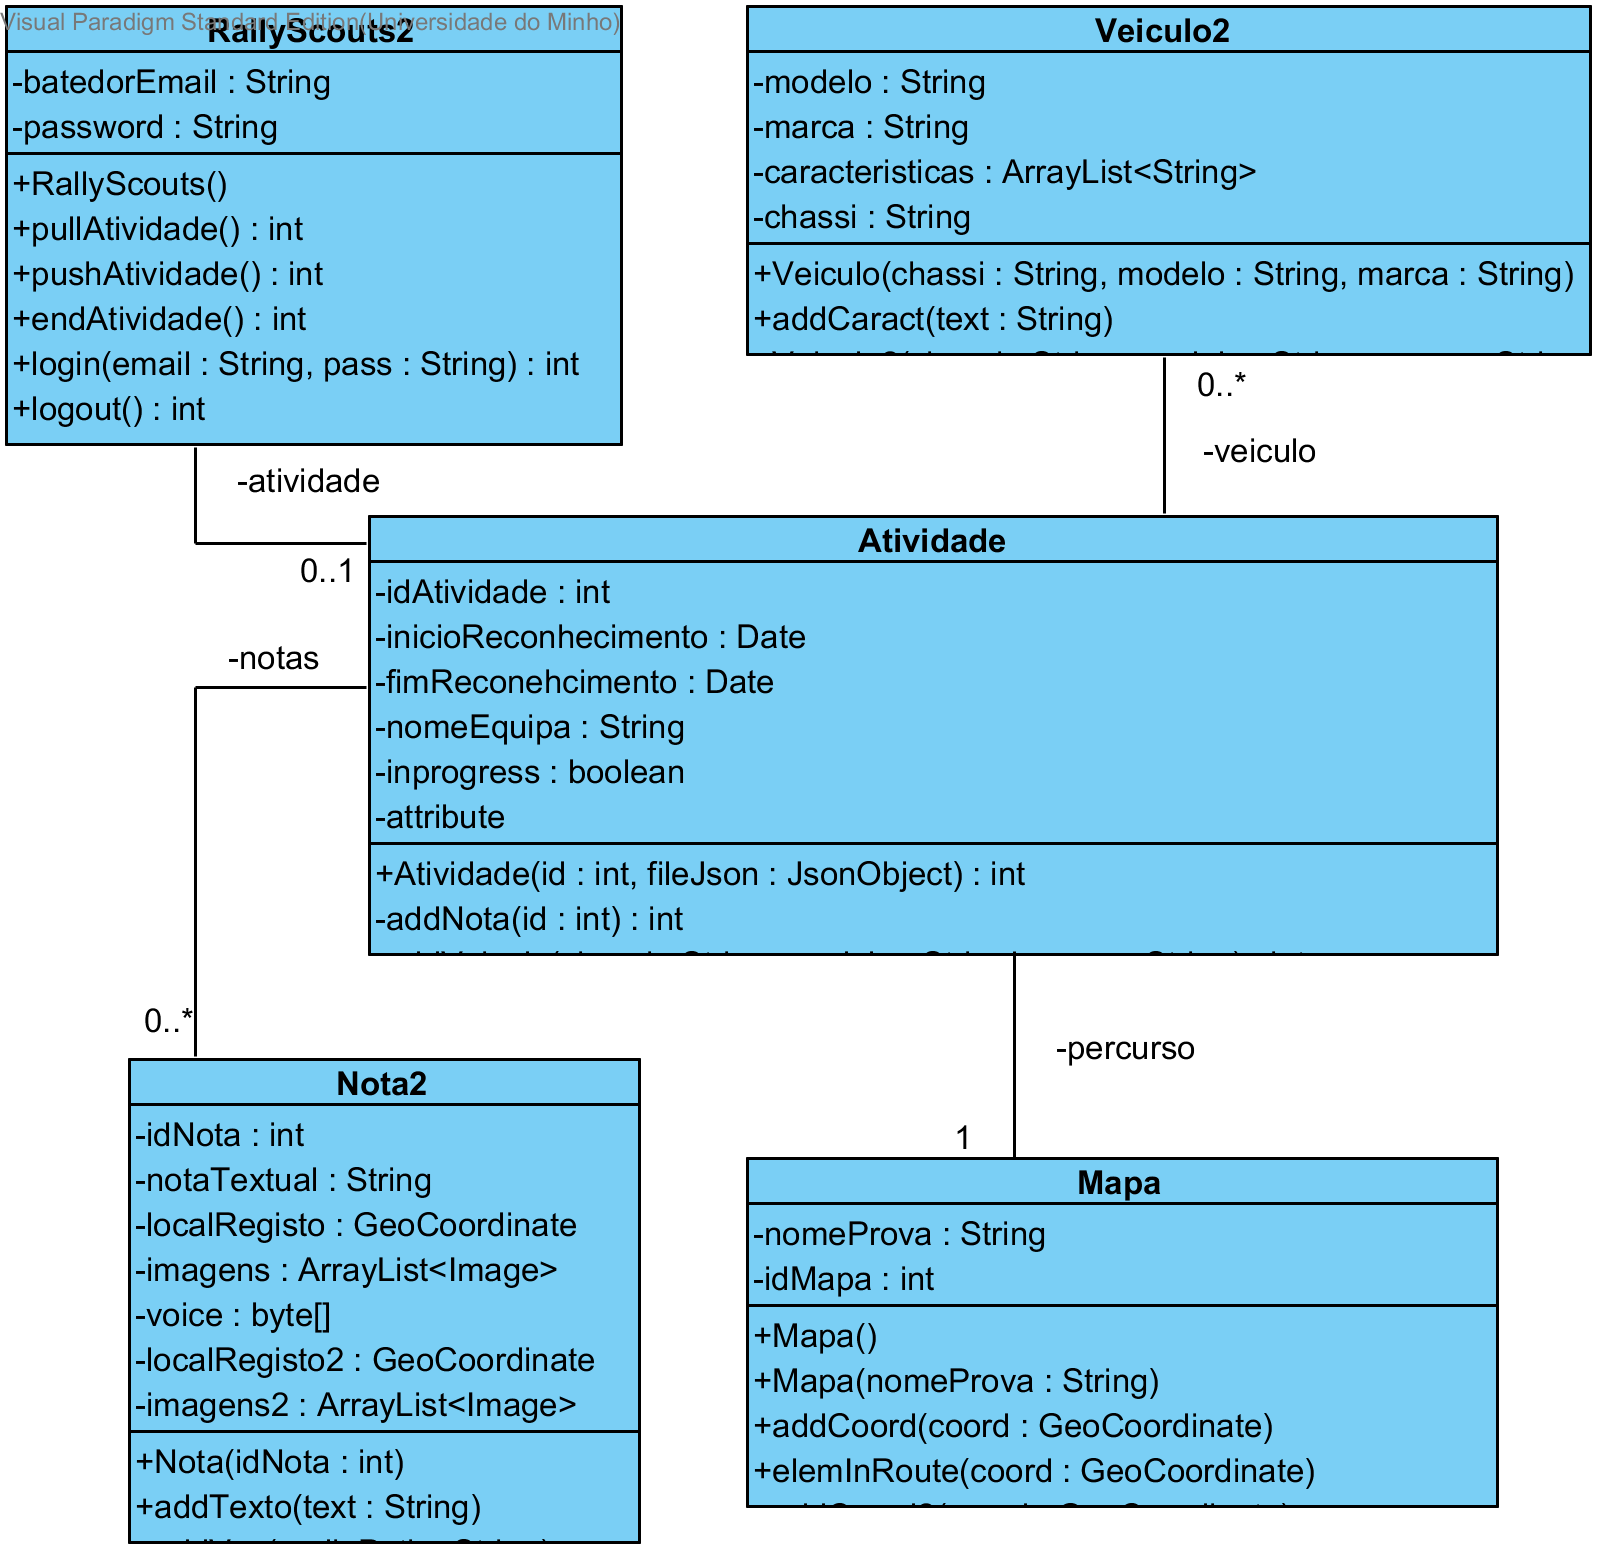 Visual Paradigm Standard Edition(Universidade do Minho)
RallyScouts2
-batedorEmail : String
-password : String
+RallyScouts()
+pullAtividade() : int
+pushAtividade() : int
+endAtividade() : int
+login(email : String, pass : String) : int
+logout() : int
Veiculo2
-modelo : String
-marca : String
-caracteristicas : ArrayList<String>
-chassi : String
+Veiculo(chassi : String, modelo : String, marca : String)
+addCaract(text : String)
0..*
-veiculo
-atividade
0..1
Atividade
-idAtividade : int
-inicioReconhecimento : Date
-fimReconehcimento : Date
-nomeEquipa : String
-inprogress : boolean
-attribute
+Atividade(id : int, fileJson : JsonObject) : int
-addNota(id : int) : int
-notas
0..*
Nota2
-idNota : int
-notaTextual : String
-localRegisto : GeoCoordinate
-imagens : ArrayList<Image>
-voice : byte[]
-localRegisto2 : GeoCoordinate
-imagens2 : ArrayList<Image>
+Nota(idNota : int)
+addTexto(text : String)
-percurso
1
Mapa
-nomeProva : String
-idMapa : int
+Mapa()
+Mapa(nomeProva : String)
+addCoord(coord : GeoCoordinate)
+elemInRoute(coord : GeoCoordinate)